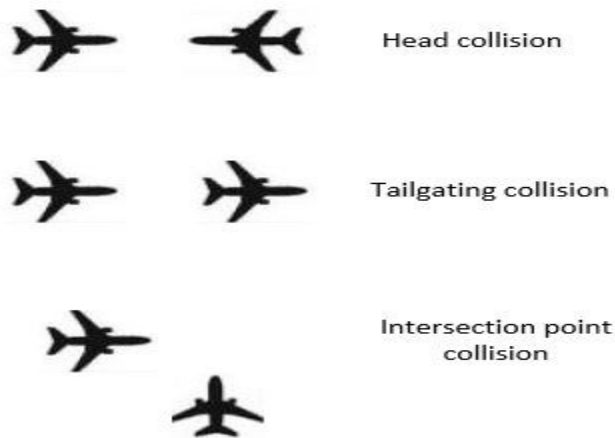 Head collision
Tailgating collision
Intersection point
collision